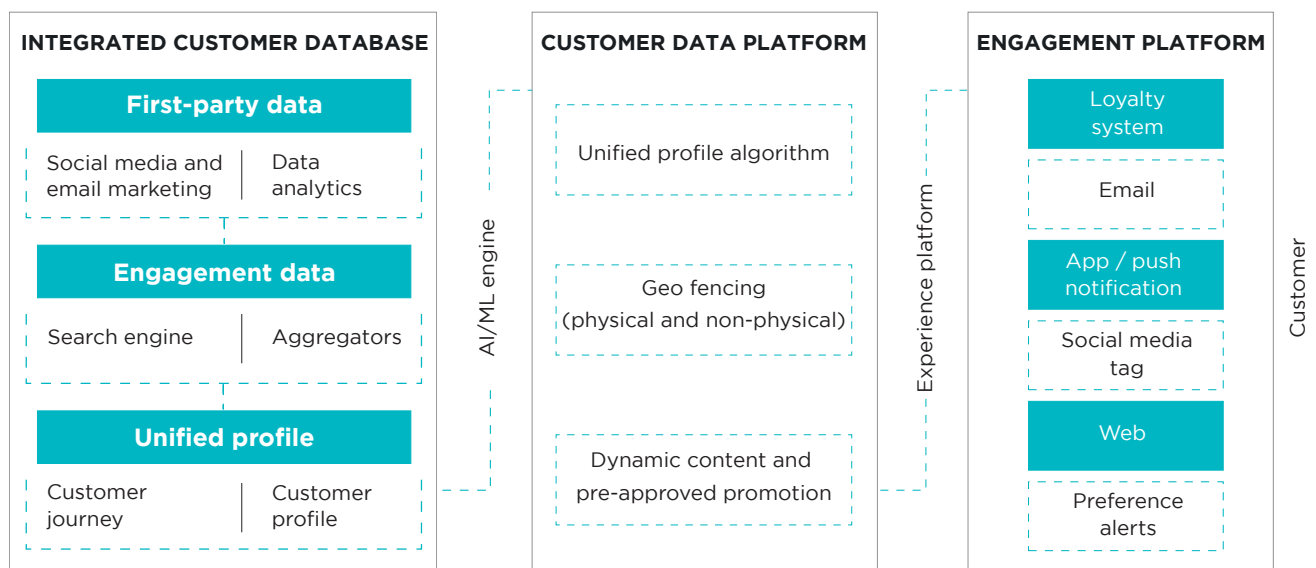 INTEGRATED CUSTOMER DATABASE
First-party data
Social media and
email marketing
Data
analytics
Engagement data
Search engine
Aggregators
Unified profile
Customer
journey
Customer
profile
AI/ML engine
CUSTOMER DATA PLATFORM
Unified profile algorithm
Geo fencing
(physical and non-physical)
Dynamic content and
pre-approved promotion
Experience platform
ENGAGEMENT PLATFORM
Loyalty
system
Email
App / push
notification
Social media
tag
Web
Preference
alerts
Customer